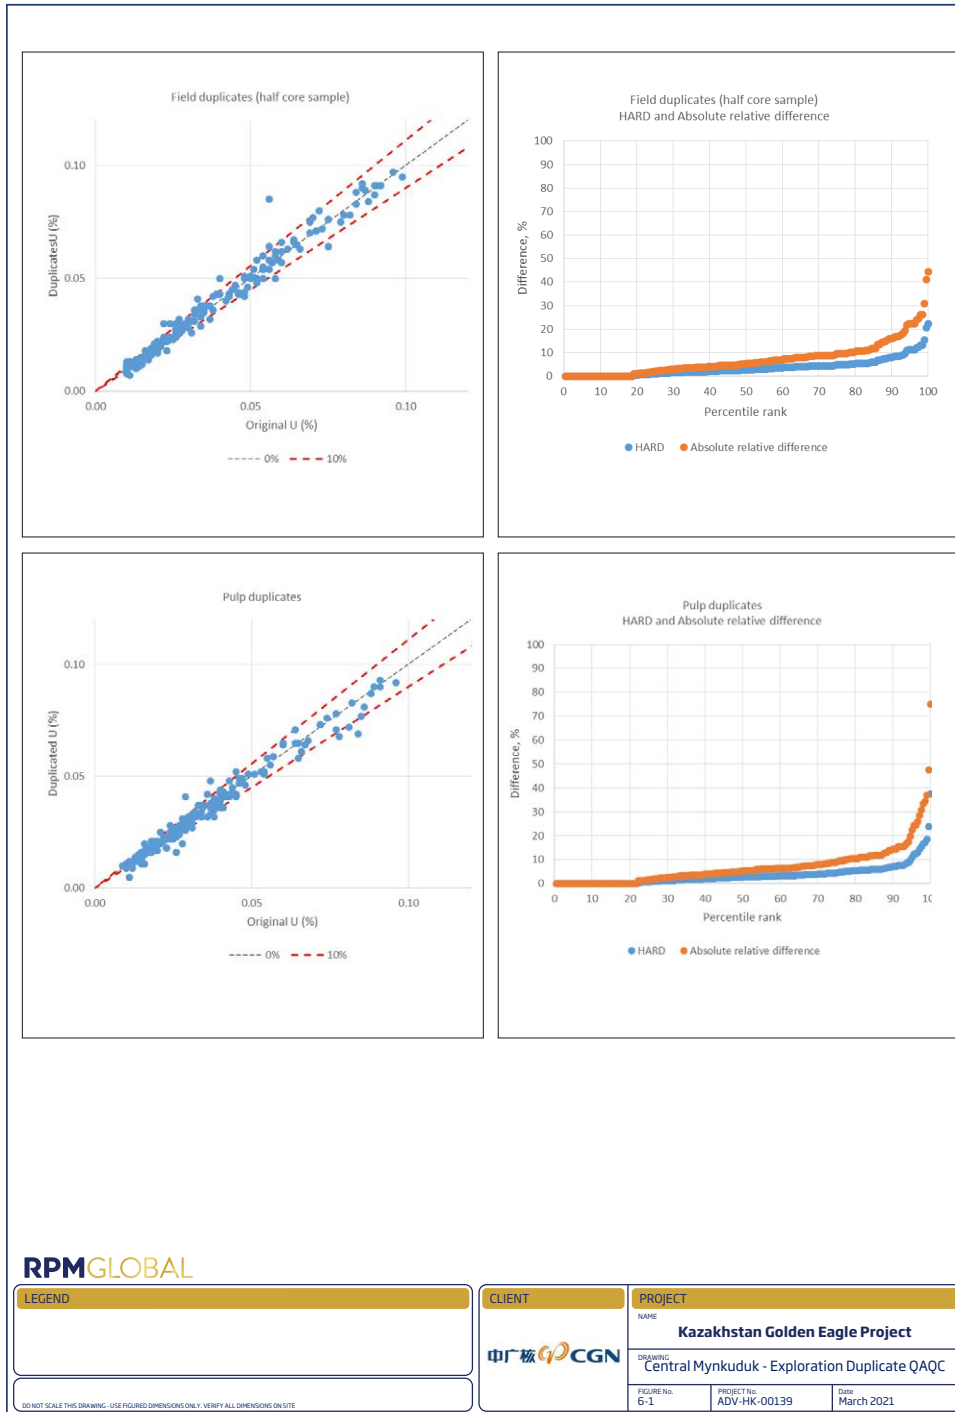 Field duplicates (half core sample)
0.10
0.05
0.00
0.00 0.05 0.10
DuplicatesU (%)
Original U (%)
0% 10%
Field duplicates (half core sample)
HARD and Absolute relative difference
100
90
80
70
60
50
40
30
20
10
0
0 10 20 30 40 50 60 70 80 90 100
Difference, %
Percentile rank
HARD Absolute relative difference
Pulp duplicates
0.10
0.05
0.00
0.00 0.05 0.10
Duplicated U (%)
Original U (%)
0% 10%
Pulp duplicates
HARD and Absolute relative difference
100
90
80
70
60
50
40
30
20
10
0
0 10 20 30 40 50 60 70 80 90 10
Difference, %
Percentile rank
HARD Absolute relative difference
RPMGLOBAL
LEGEND
DO NOT SCALE THIS DRAWING - USE FIGURED DIMENSIONS ONLY. VERIFY ALL DIMENSIONS ON SITE
CLIENT
中广核 CGN
PROJECT
NAME
Kazakhstan Golden Eagle Project
DRAWING
Central Mynkuduk - Exploration Duplicate QAQC
FIGURE No.
6-1
PROJECT No.
ADV-HK-00139
Date
March 2021